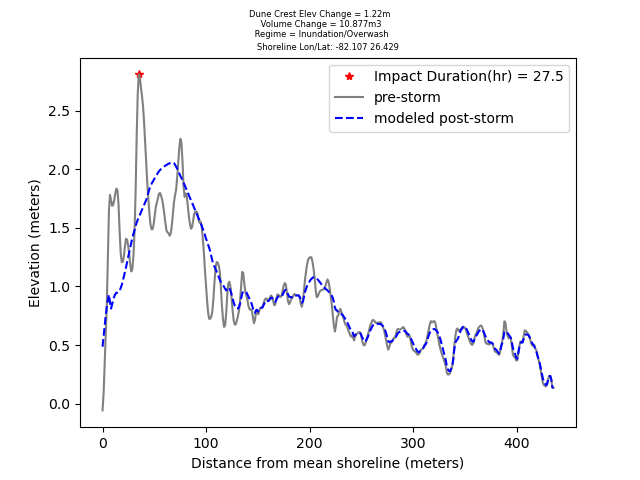 Dune Crest Elev Change = 1.22m
Volume Change = 10.877m3
Regime = Inundation/Overwash
Shoreline Lon/Lat: -82.107 26.429
Impact Duration(hr) = 27.5
pre-storm
modeled post-storm
Elevation (meters)
2.5
2.0
1.5
1.0
0.5
0.0
0 100 200 300 400
Distance from mean shoreline (meters)